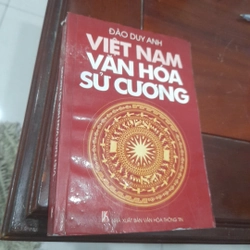 ĐÀO DUY ANH
VIỆT NAM
VĂN HÓA
SỬ CƯƠNG
NHÀ XUẤT BẢN VĂN HÓA THÔNG TIN